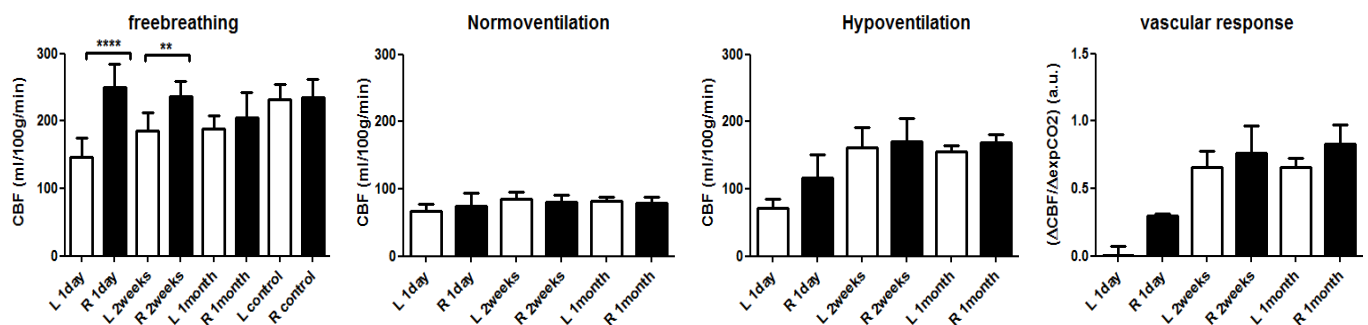 freebreathing
CBF (ml/100g/min)
300
200
100
0
****
**
L 1day
R 1day
L 2weeks
R 2weeks
L 1month
R 1month
L control
R control
Normoventilation
CBF (ml/100g/min)
300
200
100
0
L 1day
R 1day
L 2weeks
R 2weeks
L 1month
R 1month
Hypoventilation
CBF (ml/100g/min)
300
200
100
0
L 1day
R 1day
L 2weeks
R 2weeks
L 1month
R 1month
vascular response
(ΔCBF/ΔexpCO2) (a.u.)
1.5
1.0
0.5
0.0
L 1day
R 1day
L 2weeks
R 2weeks
L 1month
R 1month